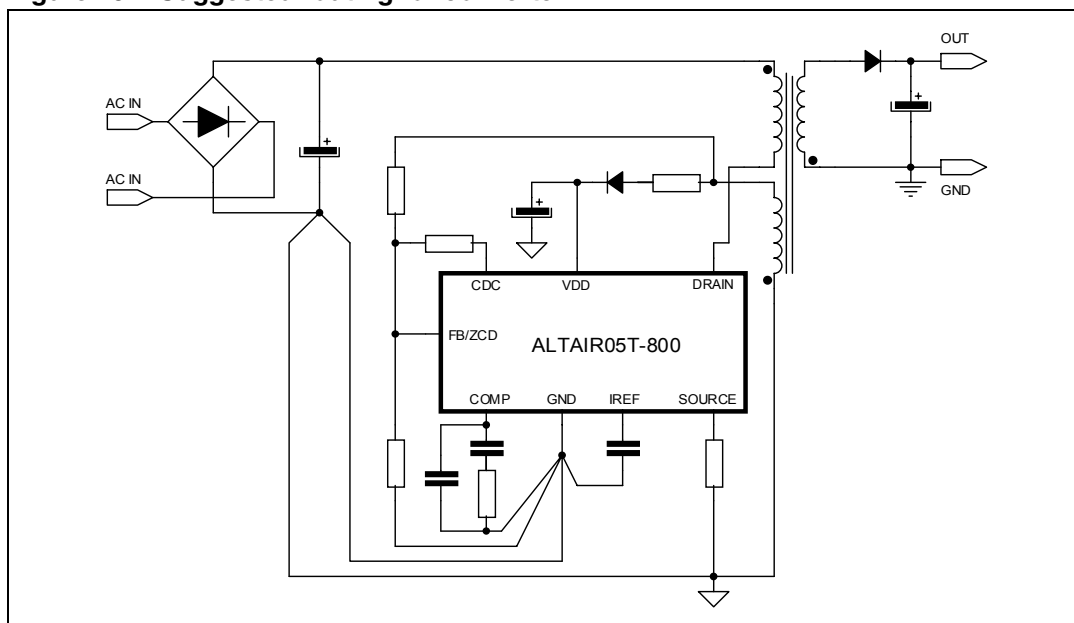 OUT
AC IN
AC IN
GND
CDC
VDD
DRAIN
FB/ZCD
ALTAIR05T-800
COMP
GND
IREF
SOURCE